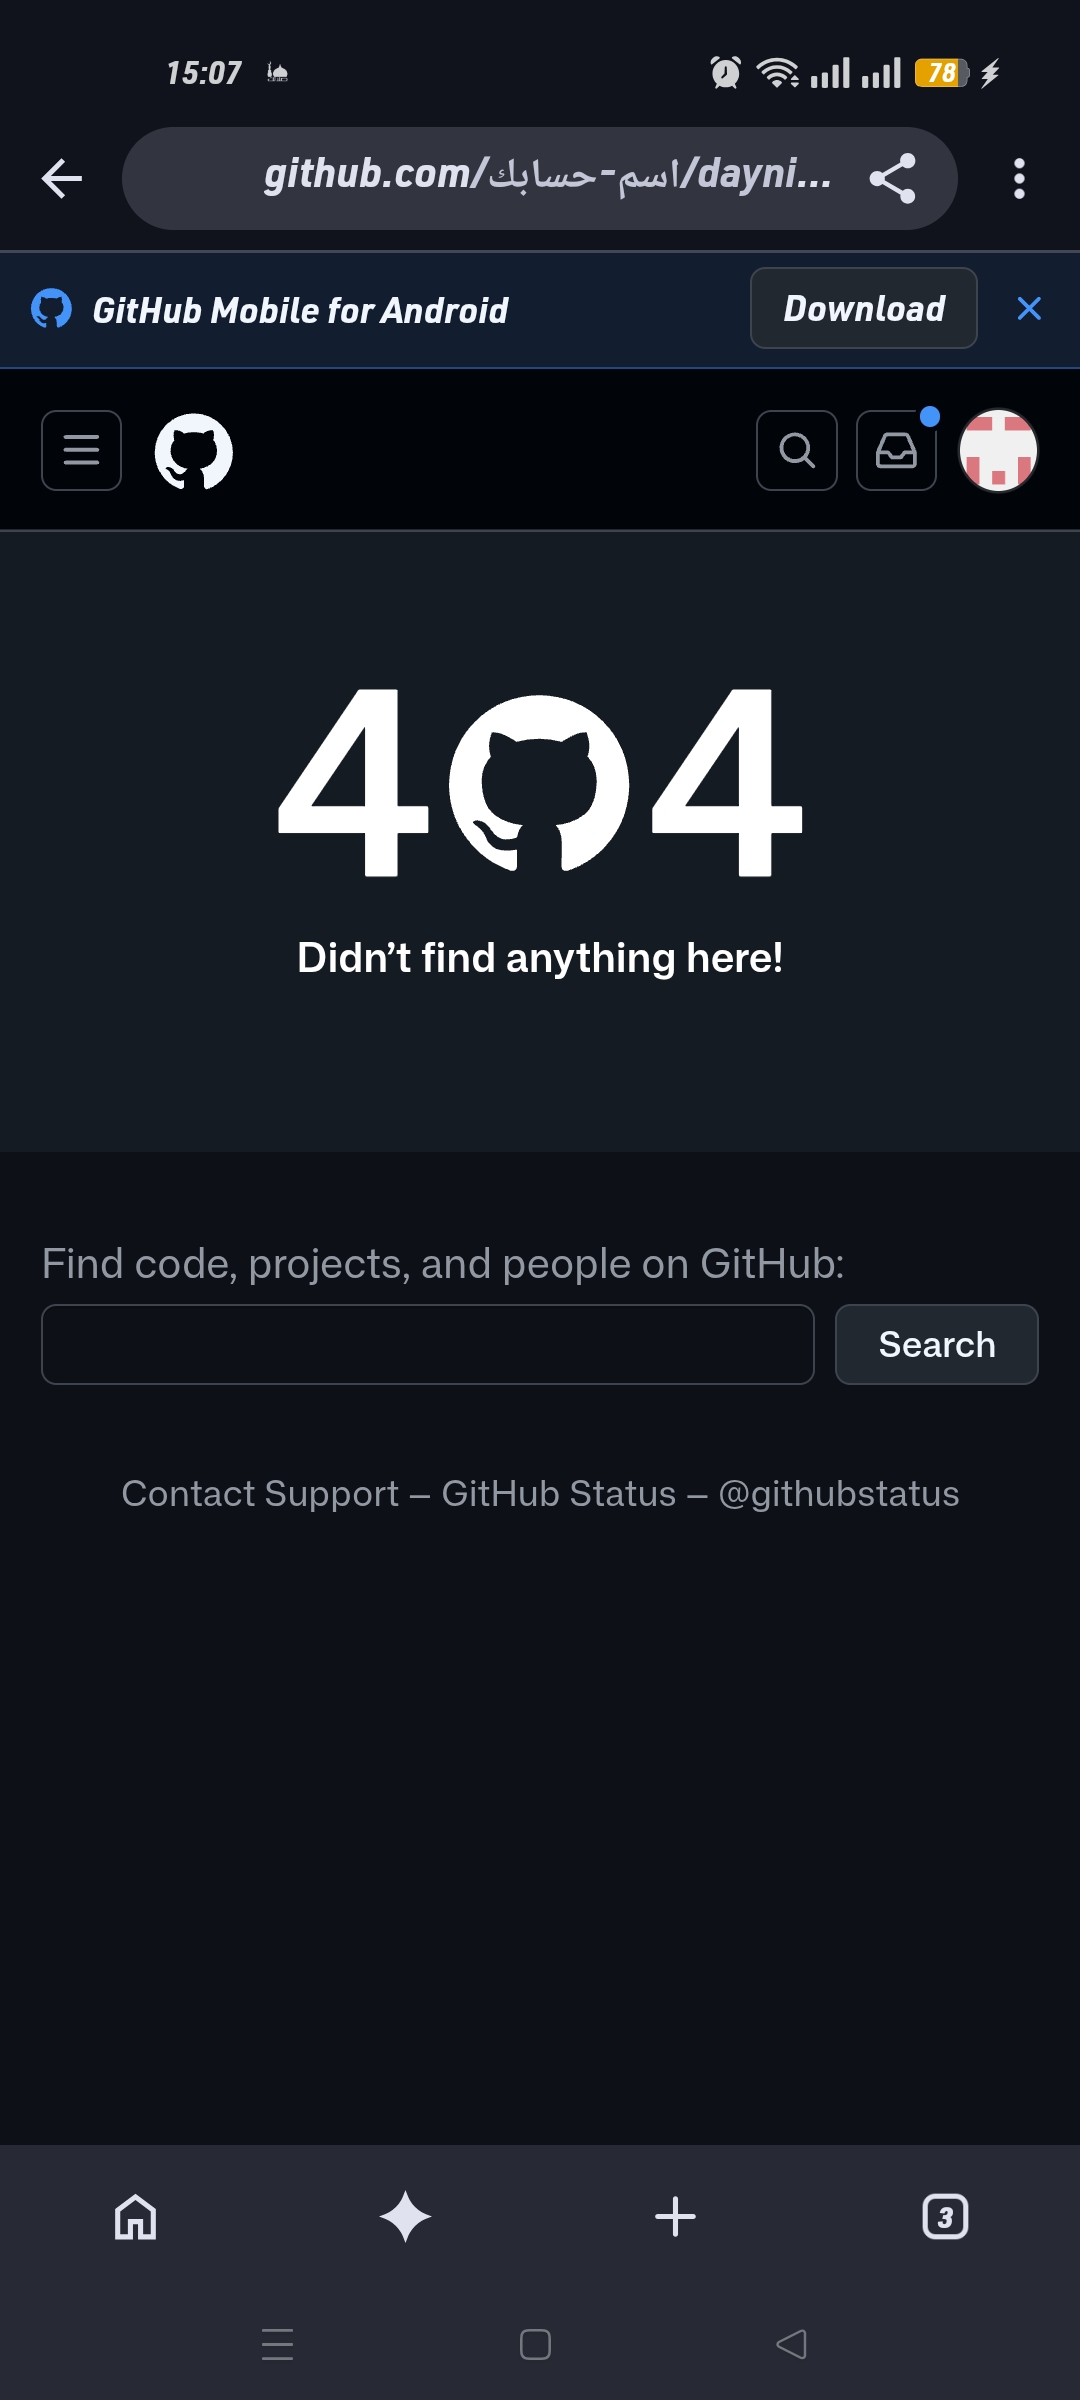 15:07
78
github.com/اسم-حسابك/dayni...
GitHub Mobile for Android
Download
404
Didn’t find anything here!
Find code, projects, and people on GitHub:
Search
Contact Support — GitHub Status — @githubstatus
3